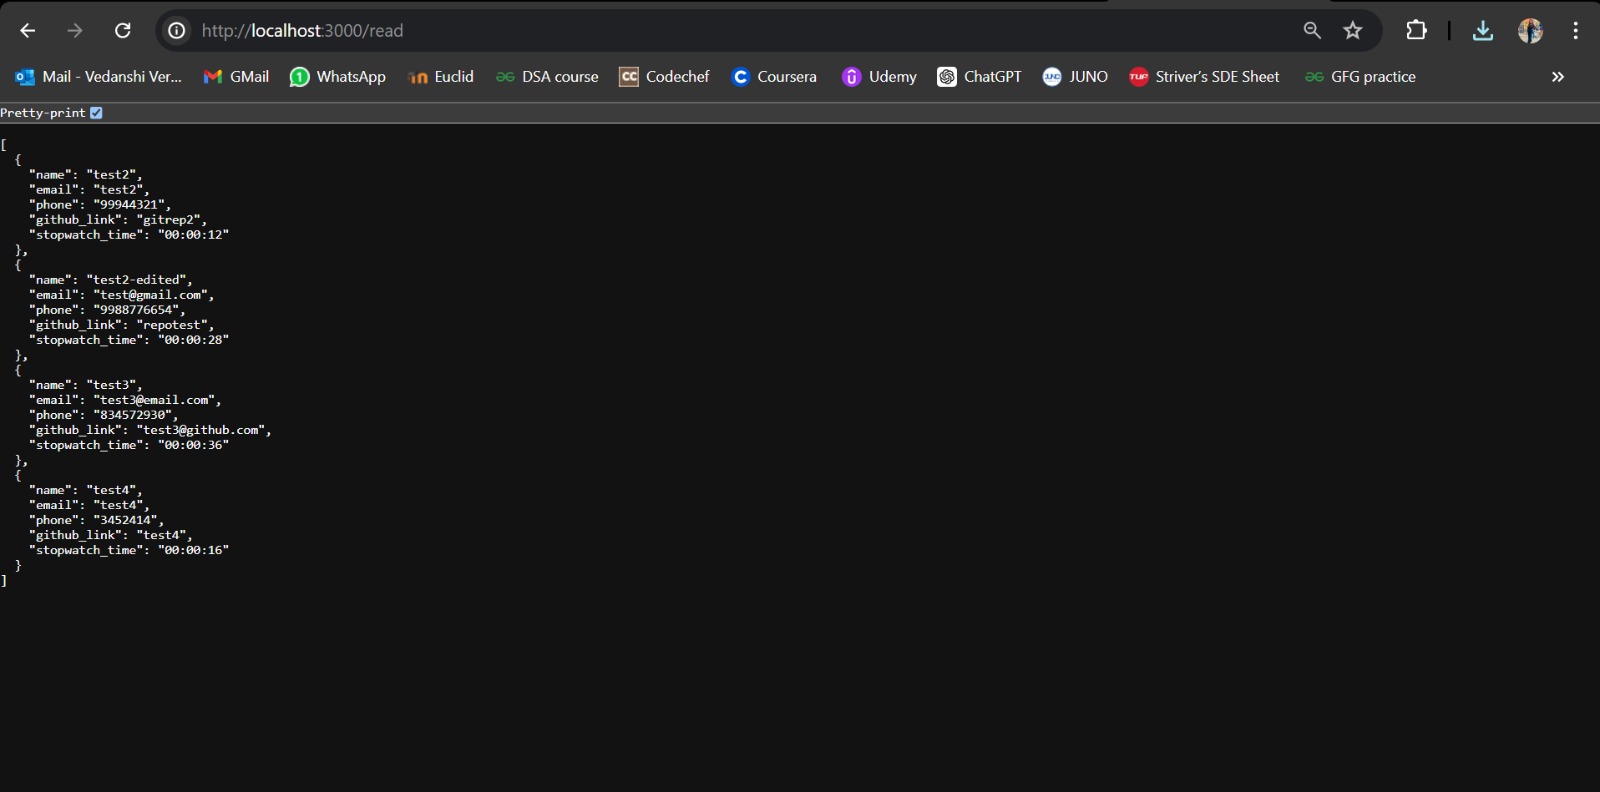 http://localhost:3000/read
Mail - Vedanshi Ver... GMail WhatsApp Euclid DSA course Codechef Coursera Udemy ChatGPT JUNO Striver's SDE Sheet GFG practice »
Pretty-print
[
  {
    "name": "test2",
    "email": "test2",
    "phone": "99944321",
    "github_link": "gitrep2",
    "stopwatch_time": "00:00:12"
  },
  {
    "name": "test2-edited",
    "email": "test@gmail.com",
    "phone": "9988776654",
    "github_link": "repotest",
    "stopwatch_time": "00:00:28"
  },
  {
    "name": "test3",
    "email": "test3@email.com",
    "phone": "834572930",
    "github_link": "test3@github.com",
    "stopwatch_time": "00:00:36"
  },
  {
    "name": "test4",
    "email": "test4",
    "phone": "3452414",
    "github_link": "test4",
    "stopwatch_time": "00:00:16"
  }
]